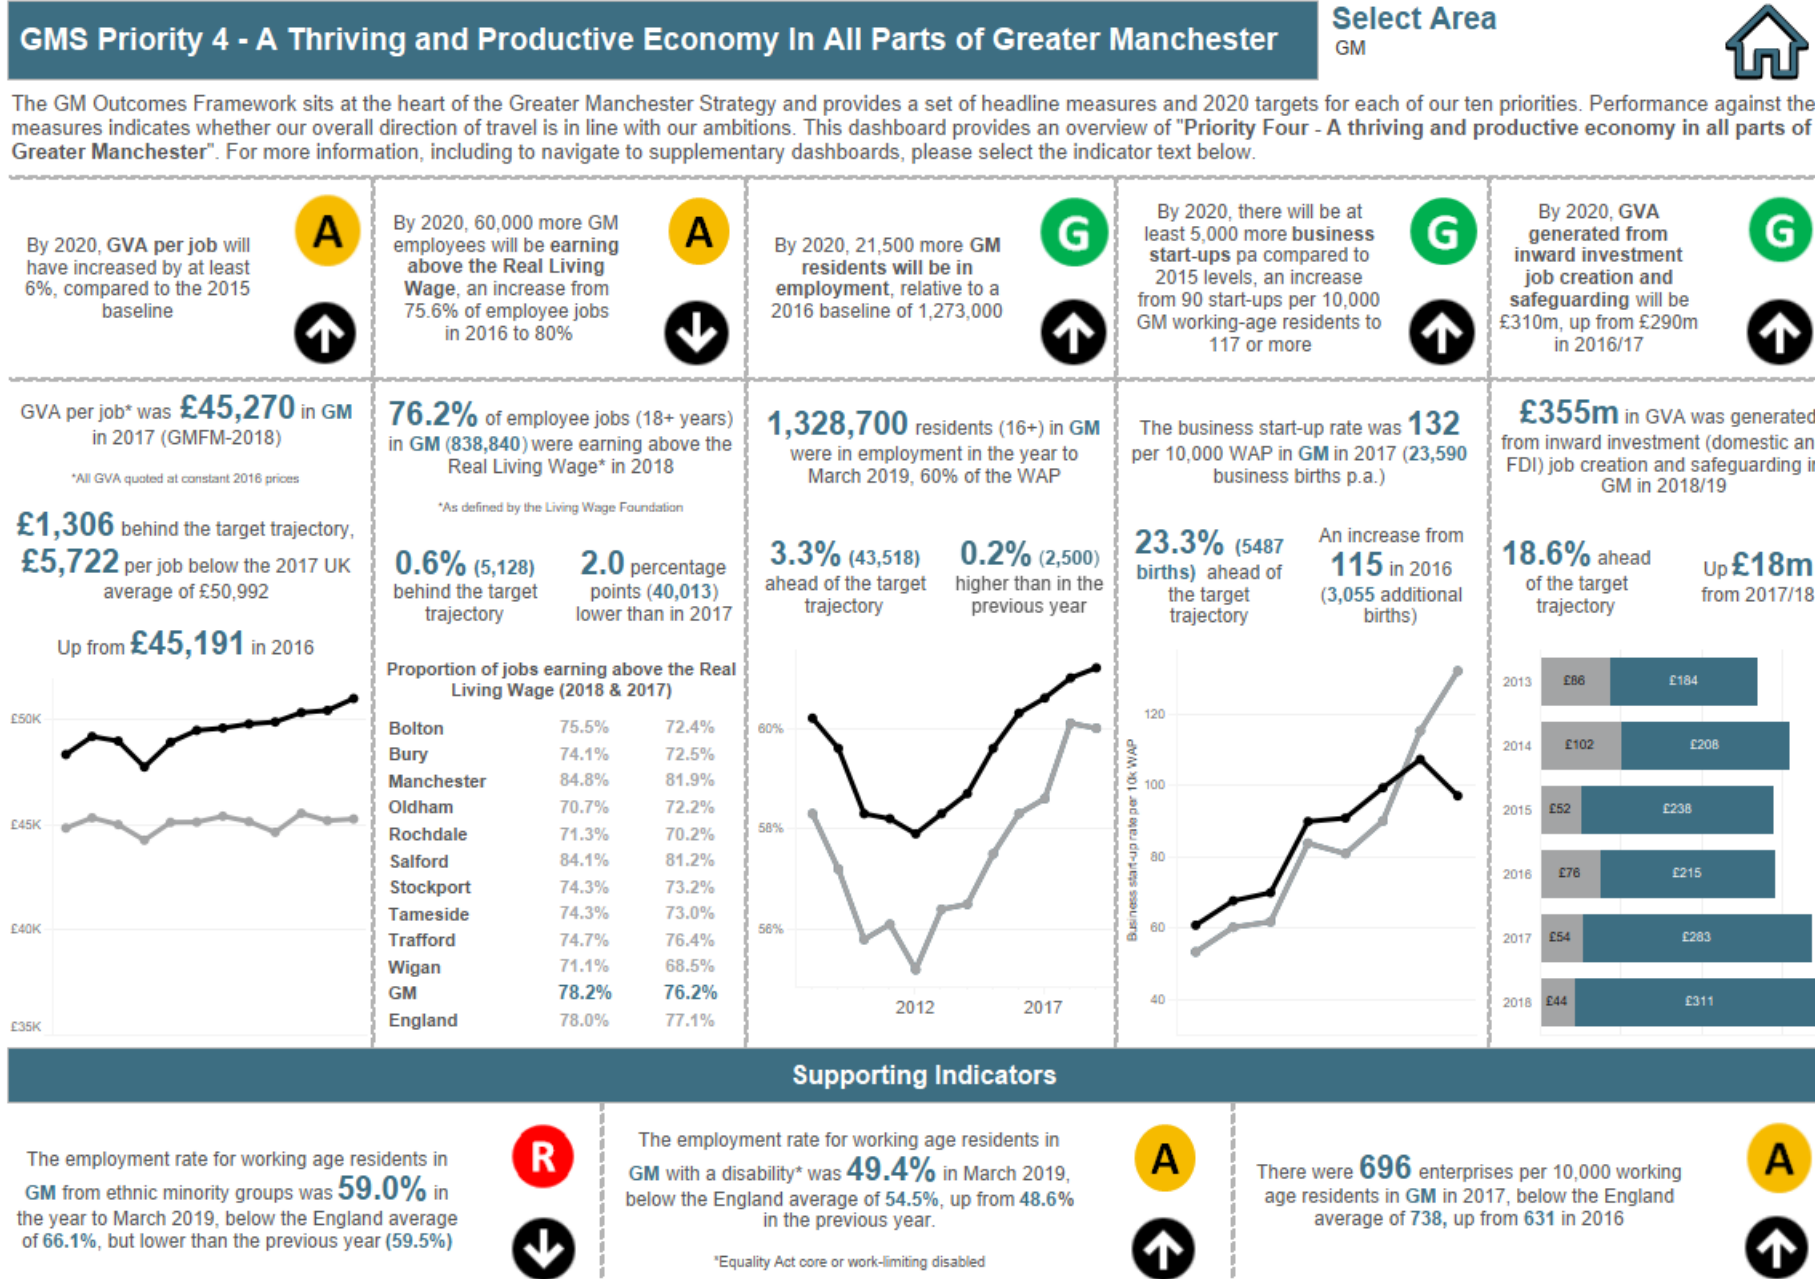 GMS Priority 4 - A Thriving and Productive Economy In All Parts of Greater Manchester
Select Area
GM
The GM Outcomes Framework sits at the heart of the Greater Manchester Strategy and provides a set of headline measures and 2020 targets for each of our ten priorities. Performance against the
measures indicates whether our overall direction of travel is in line with our ambitions. This dashboard provides an overview of "Priority Four - A thriving and productive economy in all parts of
Greater Manchester". For more information, including to navigate to supplementary dashboards, please select the indicator text below.
By 2020, GVA per job will
have increased by at least
6%, compared to the 2015
baseline
A
By 2020, 60,000 more GM
employees will be earning
above the Real Living
Wage, an increase from
75.6% of employee jobs
in 2016 to 80%
A
By 2020, 21,500 more GM
residents will be in
employment, relative to a
2016 baseline of 1,273,000
G
By 2020, there will be at
least 5,000 more business
start-ups pa compared to
2015 levels, an increase
from 90 start-ups per 10,000
GM working-age residents to
117 or more
G
By 2020, GVA
generated from
inward investment
job creation and
safeguarding will be
£310m, up from £290m
in 2016/17
G
GVA per job* was £45,270 in GM
in 2017 (GMFM-2018)
*All GVA quoted at constant 2016 prices
£1,306 behind the target trajectory,
£5,722 per job below the 2017 UK
average of £50,992
Up from £45,191 in 2016
£50K
£45K
£40K
£35K
76.2% of employee jobs (18+ years)
in GM (838,840) were earning above the
Real Living Wage* in 2018
*As defined by the Living Wage Foundation
0.6% (5,128)
behind the target
trajectory
2.0 percentage
points (40,013)
lower than in 2017
Proportion of jobs earning above the Real
Living Wage (2018 & 2017)
Bolton 75.5% 72.4%
Bury 74.1% 72.5%
Manchester 84.8% 81.9%
Oldham 70.7% 72.2%
Rochdale 71.3% 70.2%
Salford 84.1% 81.2%
Stockport 74.3% 73.2%
Tameside 74.3% 73.0%
Trafford 74.7% 76.4%
Wigan 71.1% 68.5%
GM 78.2% 76.2%
England 78.0% 77.1%
1,328,700 residents (16+) in GM
were in employment in the year to
March 2019, 60% of the WAP
3.3% (43,518)
ahead of the target
trajectory
0.2% (2,500)
higher than in the
previous year
60%
58%
56%
2012 2017
The business start-up rate was 132
per 10,000 WAP in GM in 2017 (23,590
business births p.a.)
23.3% (5487
births) ahead of
the target
trajectory
An increase from
115 in 2016
(3,055 additional
births)
Business start-up rate per 10k WAP
120
100
80
60
40
£355m in GVA was generated
from inward investment (domestic an
FDI) job creation and safeguarding in
GM in 2018/19
18.6% ahead
of the target
trajectory
Up £18m
from 2017/18
2013 £86 £184
2014 £102 £208
2015 £52 £238
2016 £76 £215
2017 £54 £283
2018 £44 £311
Supporting Indicators
The employment rate for working age residents in
GM from ethnic minority groups was 59.0% in
the year to March 2019, below the England average
of 66.1%, but lower than the previous year (59.5%)
R
The employment rate for working age residents in
GM with a disability* was 49.4% in March 2019,
below the England average of 54.5%, up from 48.6%
in the previous year.
*Equality Act core or work-limiting disabled
A
There were 696 enterprises per 10,000 working
age residents in GM in 2017, below the England
average of 738, up from 631 in 2016
A